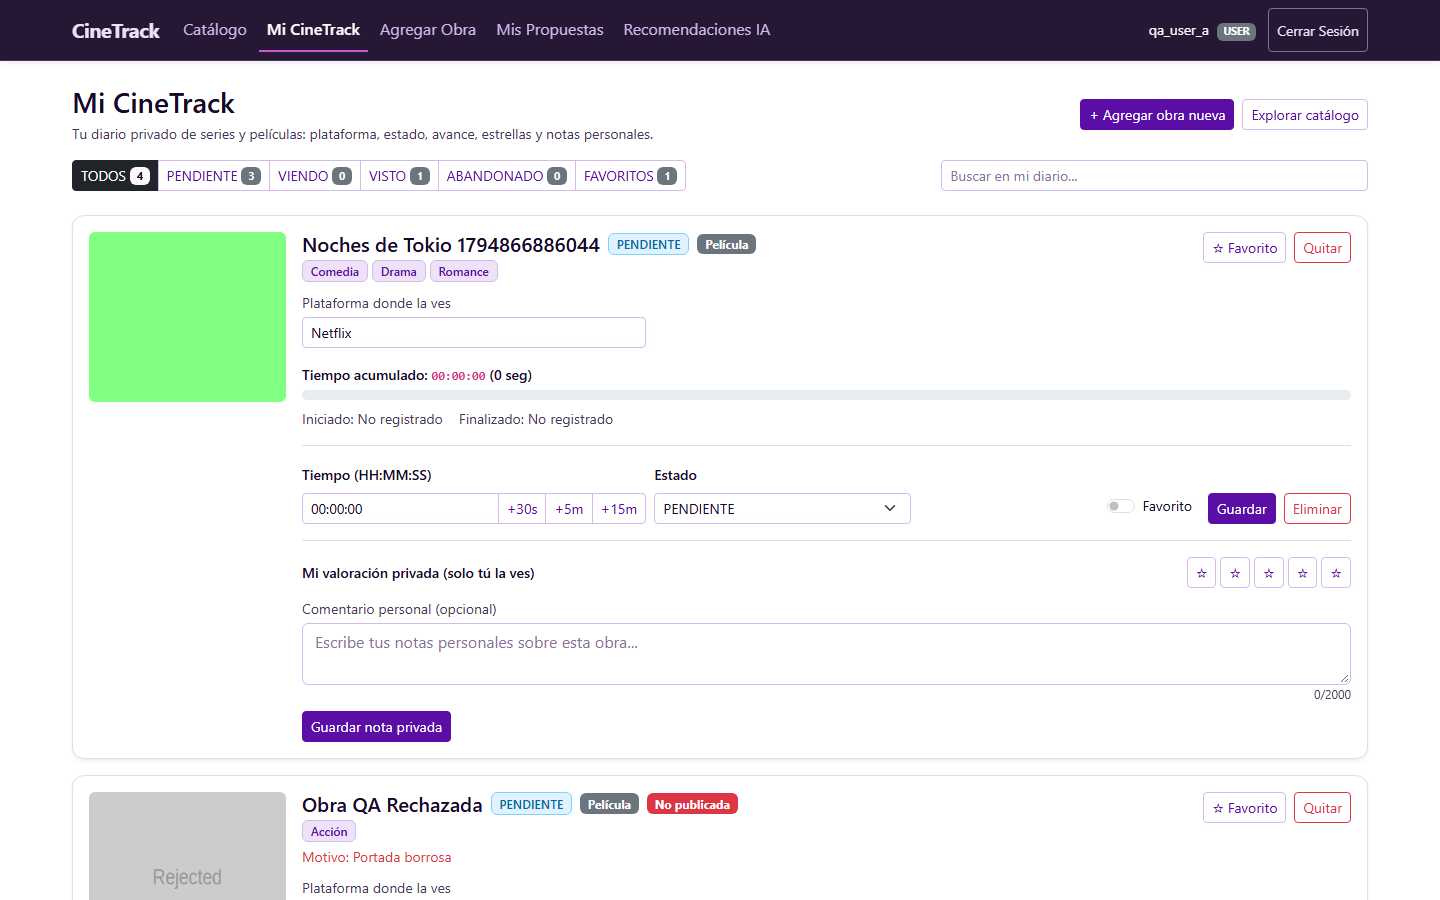 CineTrack Catálogo Mi CineTrack Agregar Obra Mis Propuestas Recomendaciones IA qa_user_a USER Cerrar Sesión
Mi CineTrack
Tu diario privado de series y películas: plataforma, estado, avance, estrellas y notas personales.
+ Agregar obra nueva Explorar catálogo
TODOS 4 PENDIENTE 3 VIENDO 0 VISTO 1 ABANDONADO 0 FAVORITOS 1 Buscar en mi diario...
Noches de Tokio 1794866886044 PENDIENTE Película ☆ Favorito Quitar
Comedia Drama Romance
Plataforma donde la ves
Netflix
Tiempo acumulado: 00:00:00 (0 seg)
Iniciado: No registrado Finalizado: No registrado
Tiempo (HH:MM:SS) Estado
00:00:00 +30s +5m +15m PENDIENTE Favorito Guardar Eliminar
Mi valoración privada (solo tú la ves) ☆ ☆ ☆ ☆ ☆
Comentario personal (opcional)
Escribe tus notas personales sobre esta obra...
0/2000
Guardar nota privada
Obra QA Rechazada PENDIENTE Película No publicada ☆ Favorito Quitar
Acción
Motivo: Portada borrosa
Rejected
Plataforma donde la ves